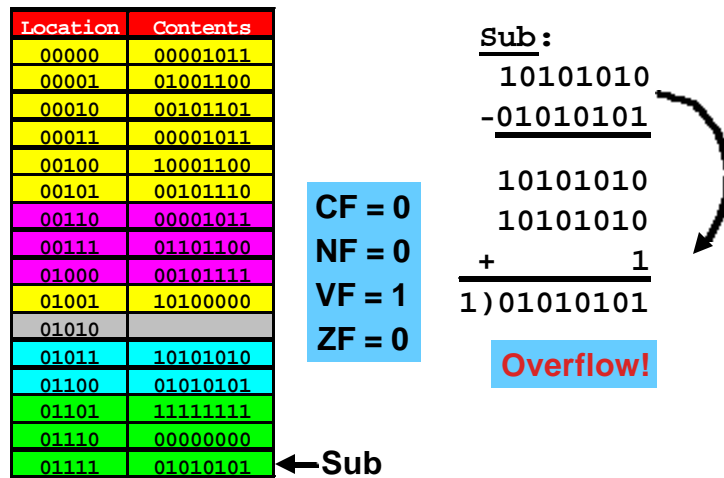 Location Contents
00000 00001011
00001 01001100
00010 00101101
00011 00001011
00100 10001100
00101 00101110
00110 00001011
00111 01101100
01000 00101111
01001 10100000
01010
01011 10101010
01100 01010101
01101 11111111
01110 00000000
01111 01010101
Sub
CF = 0
NF = 0
VF = 1
ZF = 0
Sub:
10101010
-01010101
10101010
10101010
+ 1
1)01010101
Overflow!